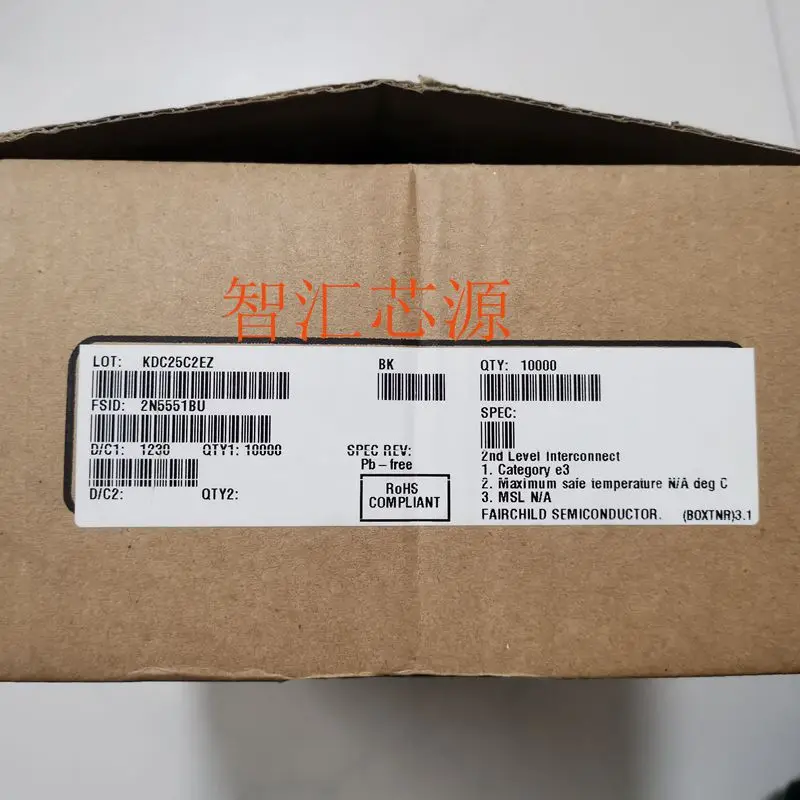 智汇芯源
LOT: KDC25C2EZ
BK
QTY: 10000
FSID: 2N5551BU
SPEC:
D/C1: 1230 QTY1: 10000
SPEC REV:
Pb-free
RoHS
COMPLIANT
D/C2: QTY2:
2nd Level Interconnect
1. Category e3
2. Maximum safe temperature N/A deg C
3. MSL N/A
FAIRCHILD SEMICONDUCTOR. (BOXTNR)3.1